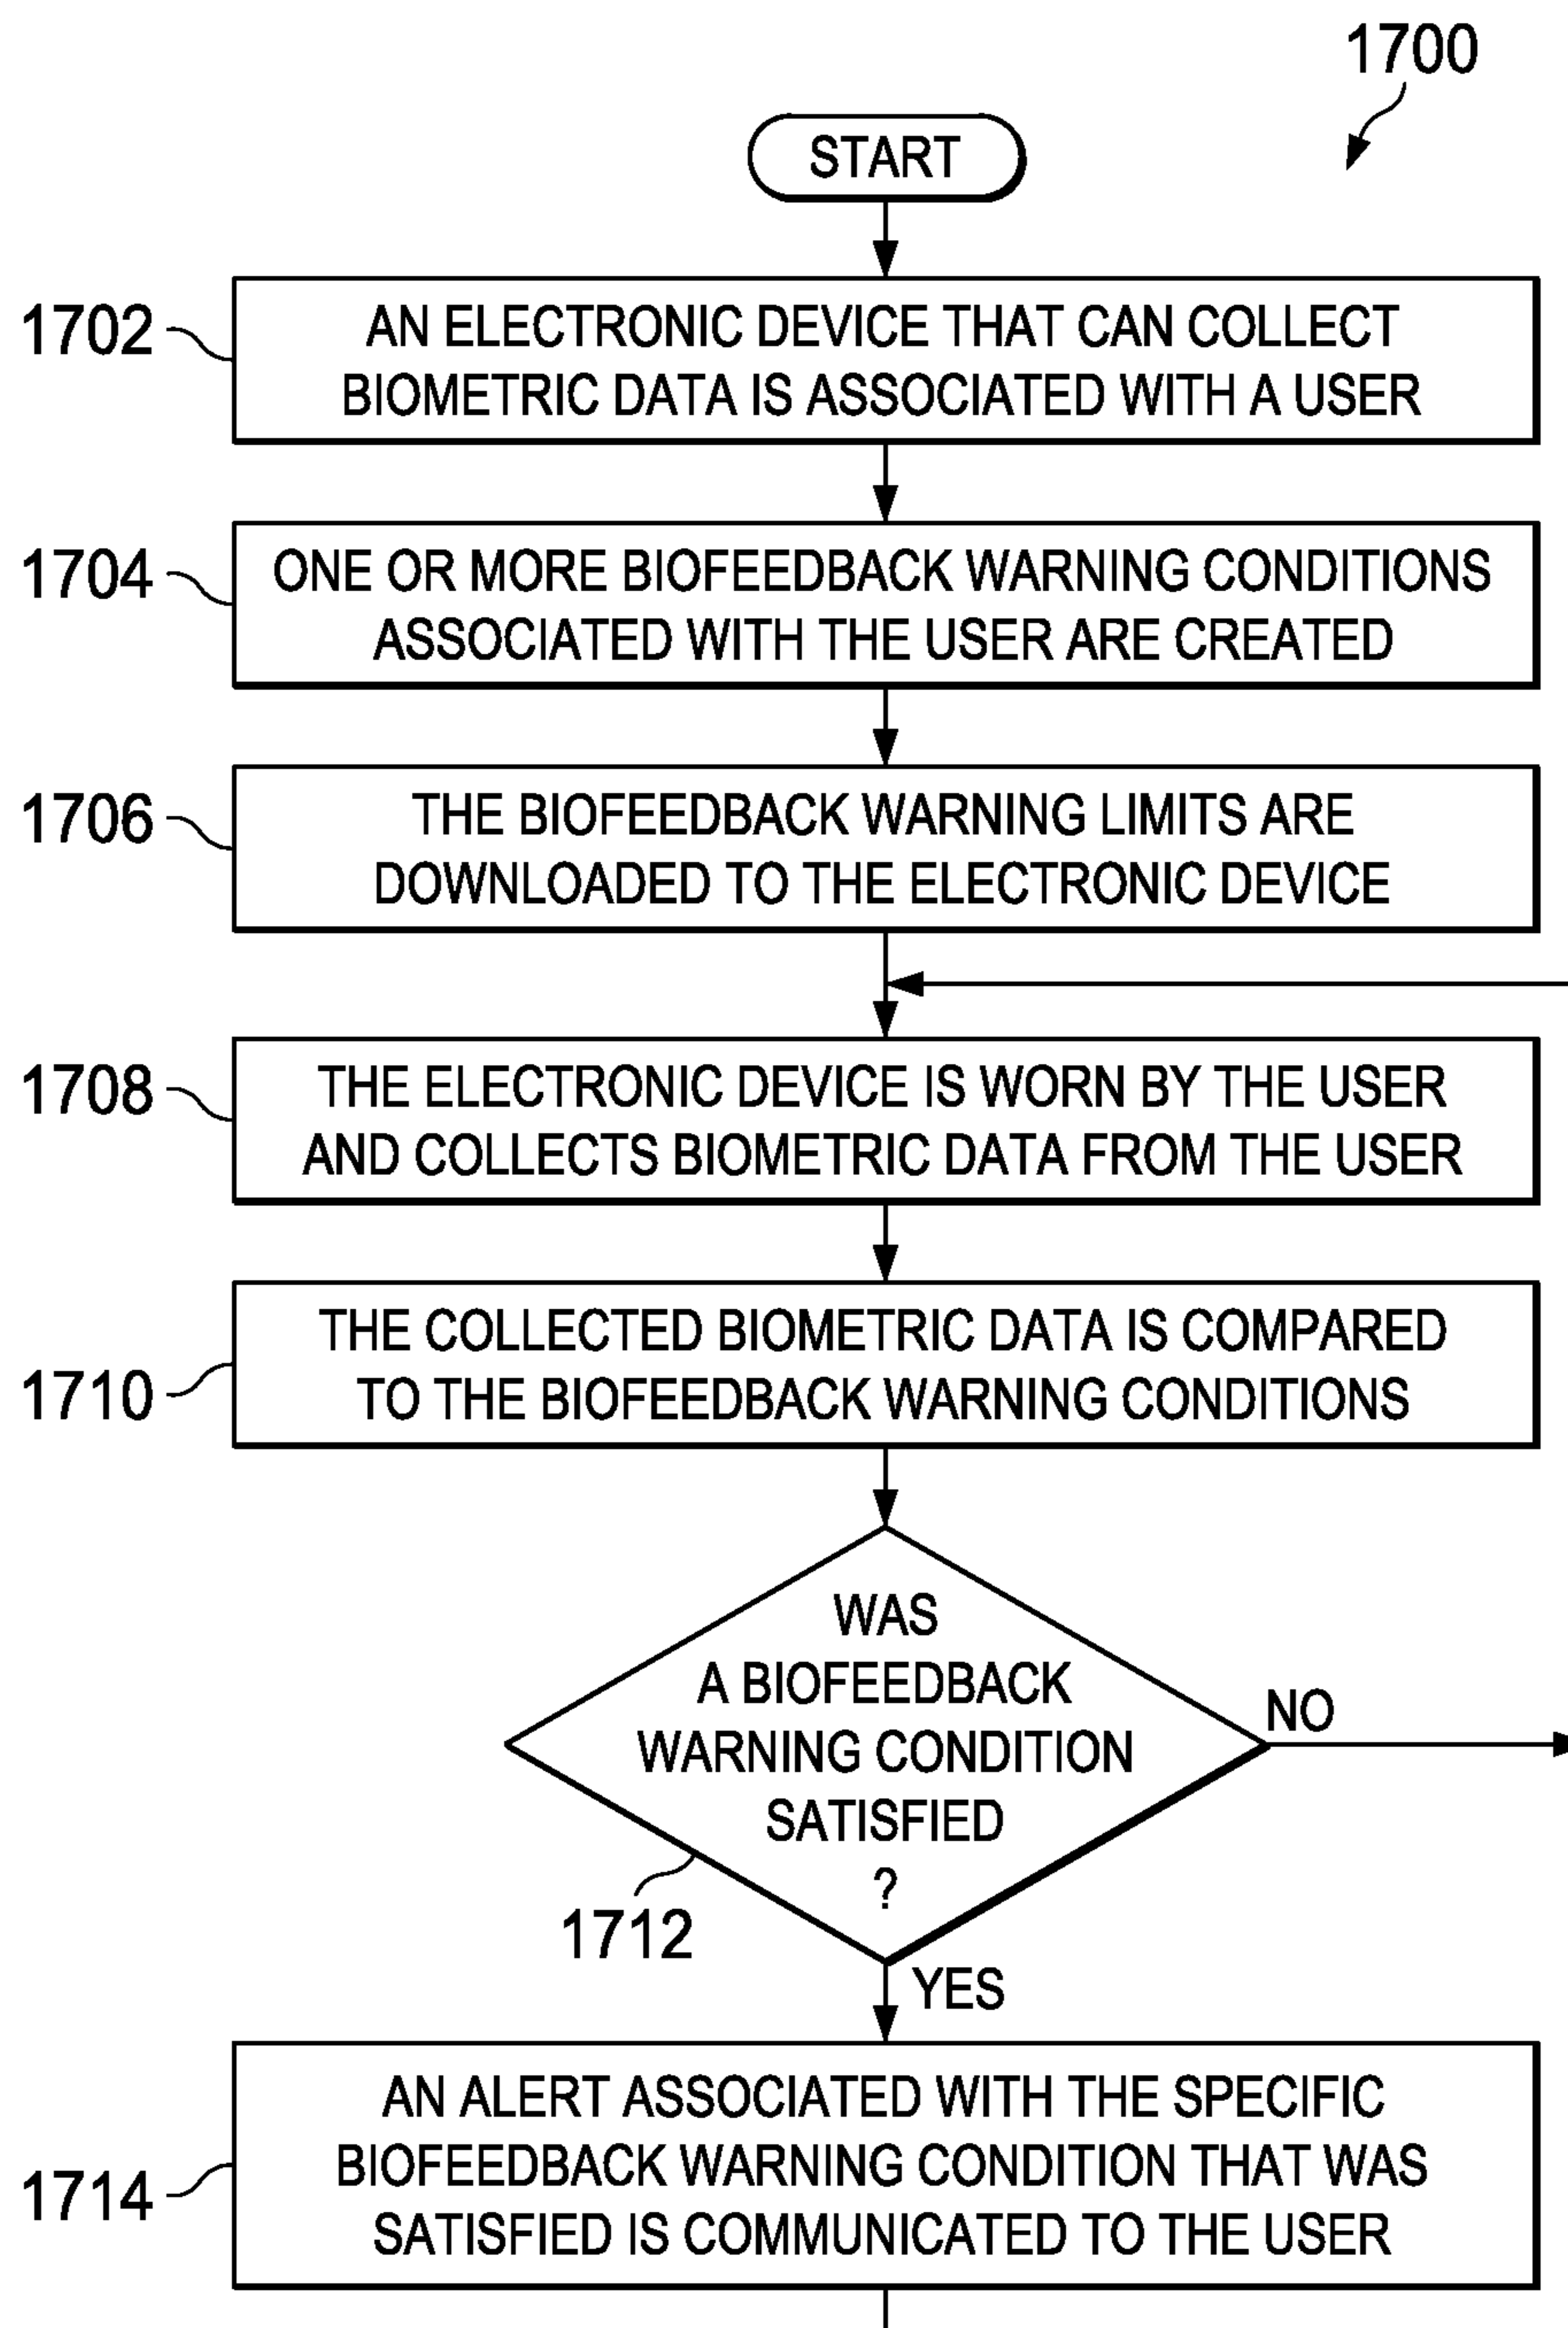 1700
START
1702
AN ELECTRONIC DEVICE THAT CAN COLLECT
BIOMETRIC DATA IS ASSOCIATED WITH A USER
1704
ONE OR MORE BIOFEEDBACK WARNING CONDITIONS
ASSOCIATED WITH THE USER ARE CREATED
1706
THE BIOFEEDBACK WARNING LIMITS ARE
DOWNLOADED TO THE ELECTRONIC DEVICE
1708
THE ELECTRONIC DEVICE IS WORN BY THE USER
AND COLLECTS BIOMETRIC DATA FROM THE USER
1710
THE COLLECTED BIOMETRIC DATA IS COMPARED
TO THE BIOFEEDBACK WARNING CONDITIONS
WAS
A BIOFEEDBACK
WARNING CONDITION
SATISFIED
?
NO
1712
YES
1714
AN ALERT ASSOCIATED WITH THE SPECIFIC
BIOFEEDBACK WARNING CONDITION THAT WAS
SATISFIED IS COMMUNICATED TO THE USER